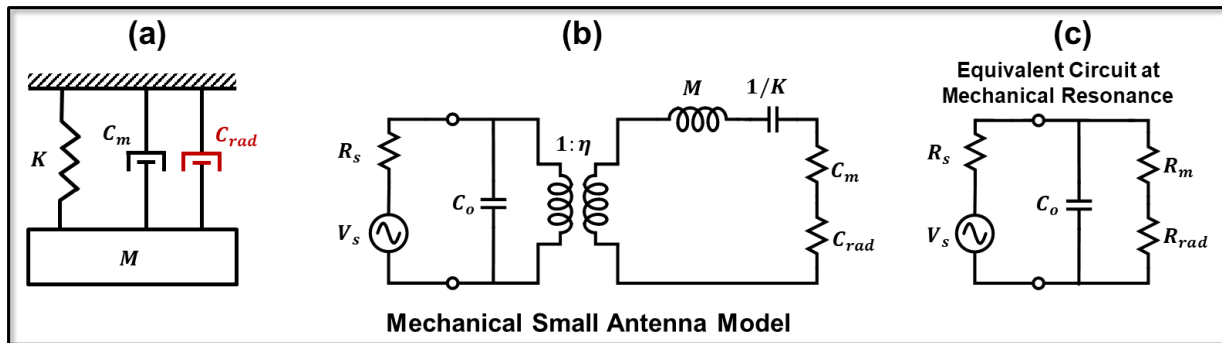 (a)
(b)
(c)
K
C_m
C_rad
M
R_s
V_s
C_o
1:η
M
1/K
C_m
C_rad
Mechanical Small Antenna Model
Equivalent Circuit at
Mechanical Resonance
R_s
V_s
C_o
R_m
R_rad